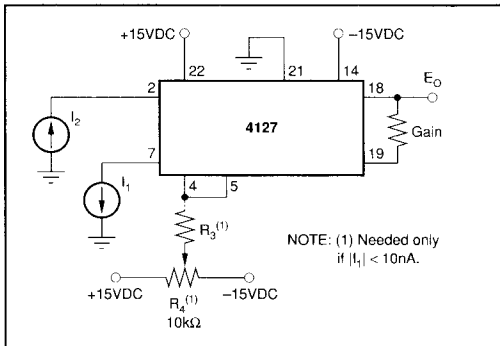 +15VDC
–15VDC
22
21
14
2
18
E_O
I_2
4127
Gain
7
19
I_1
4
5
R_3^(1)
NOTE: (1) Needed only
if |I_1| < 10nA.
+15VDC
–15VDC
R_4^(1)
10kΩ